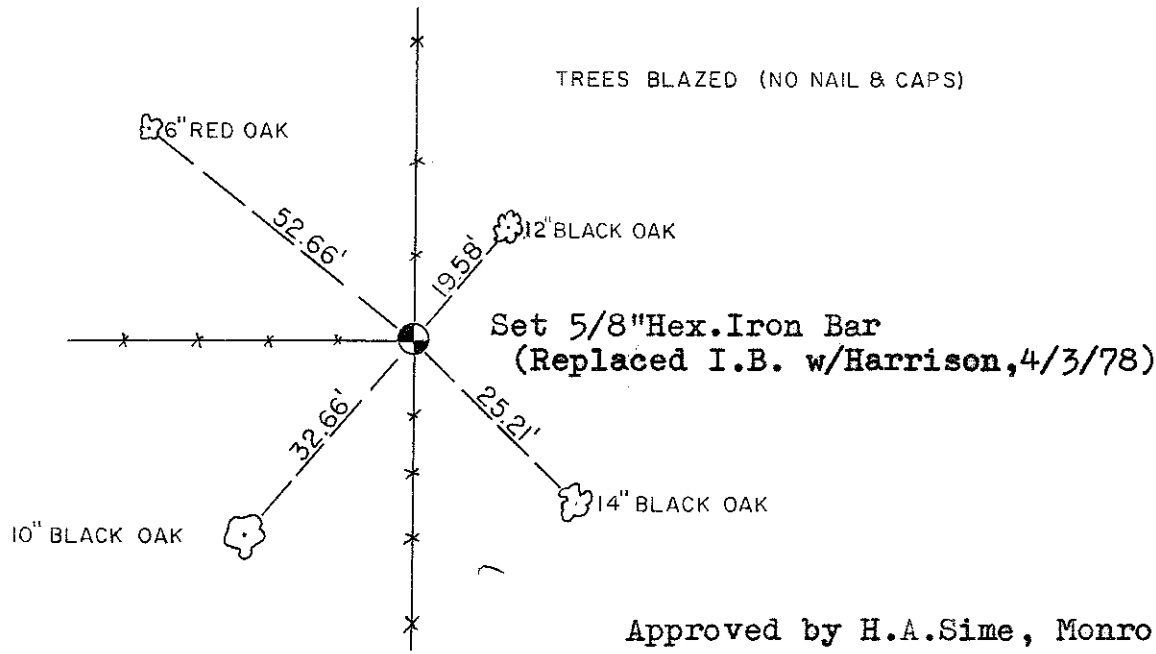 TREES BLAZED (NO NAIL & CAPS)
6" RED OAK
52.66'
12" BLACK OAK
19.58'
Set 5/8"Hex.Iron Bar
(Replaced I.B. w/Harrison,4/3/78)
32.66'
25.21'
14" BLACK OAK
10" BLACK OAK
Approved by H.A.Sime, Monro